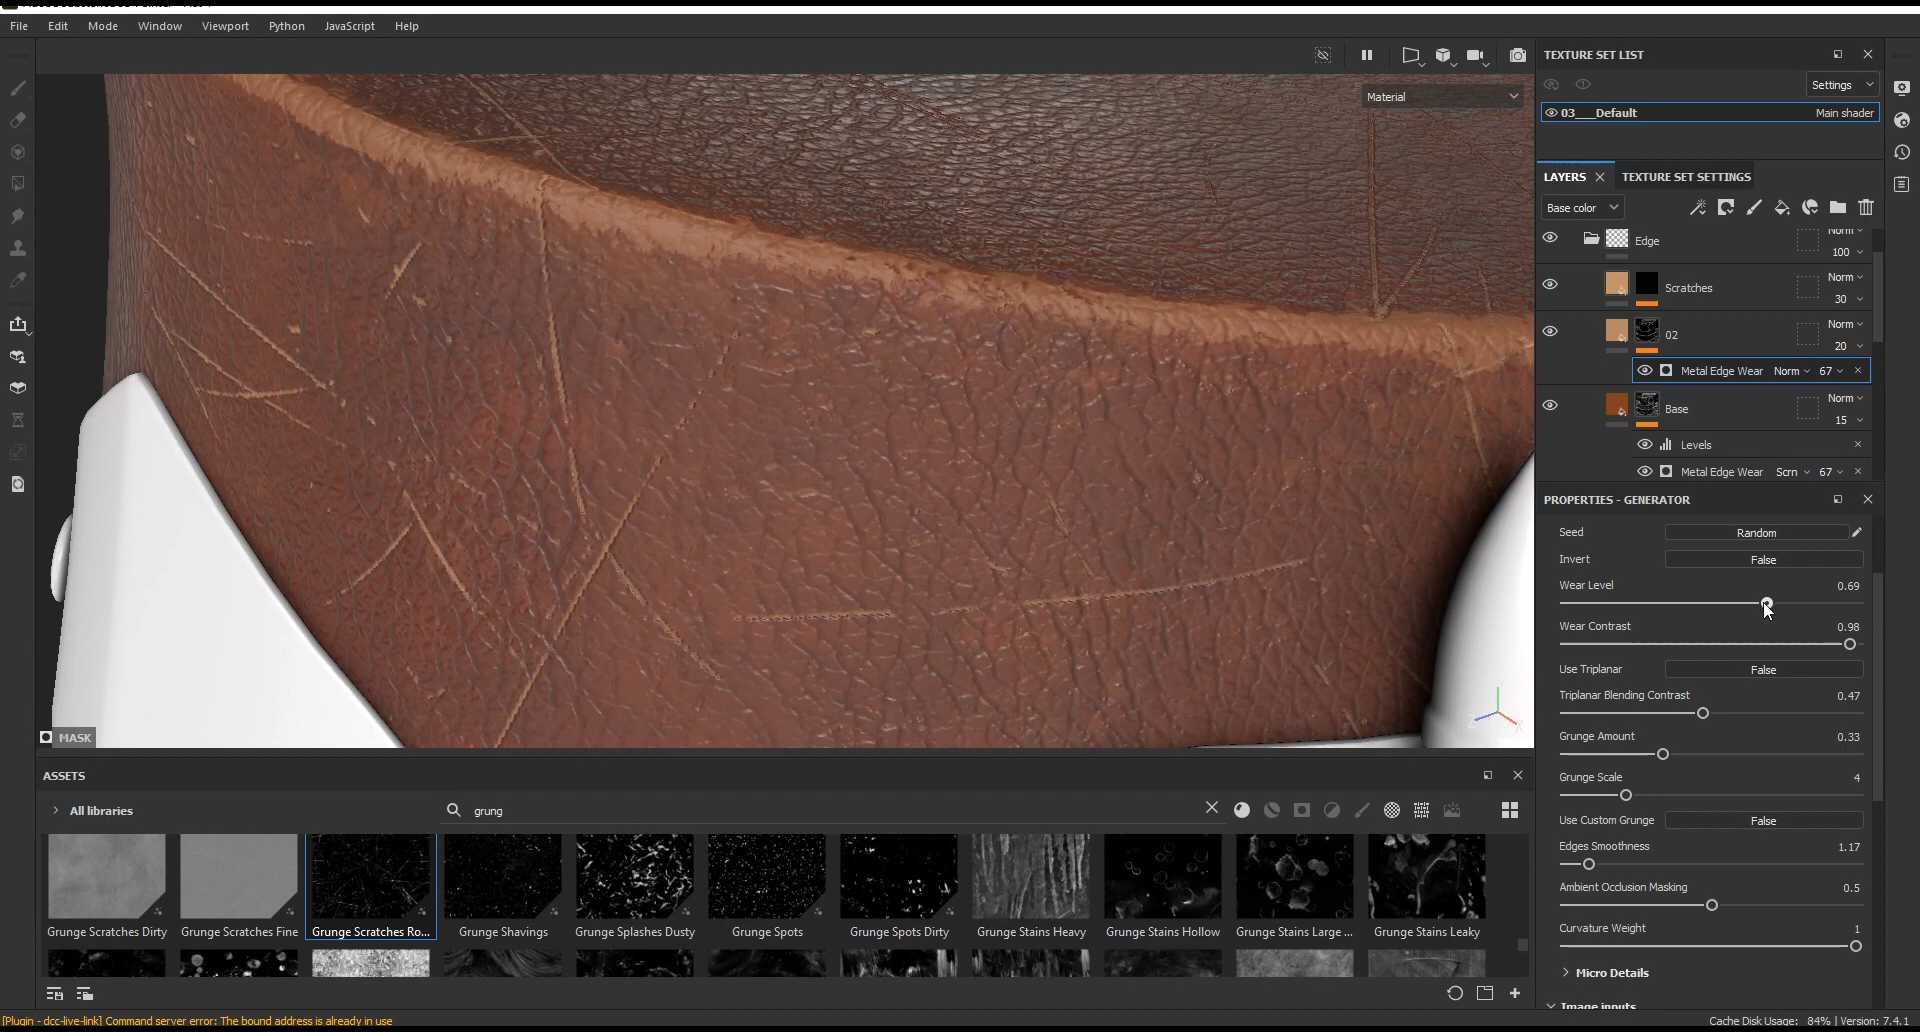 File Edit Mode Window Viewport Python JavaScript Help
Material
MASK
TEXTURE SET LIST
Settings
03___Default Main shader
LAYERS TEXTURE SET SETTINGS
Base color
Norm
Edge
100
Norm
Scratches
30
Norm
02
20
Metal Edge Wear Norm 67
Norm
Base
15
Levels
Metal Edge Wear Scrn 67
PROPERTIES - GENERATOR
Seed Random
Invert False
Wear Level 0.69
Wear Contrast 0.98
Use Triplanar False
Triplanar Blending Contrast 0.47
Grunge Amount 0.33
Grunge Scale 4
Use Custom Grunge False
Edges Smoothness 1.17
Ambient Occlusion Masking 0.5
Curvature Weight 1
Micro Details
Image inputs
ASSETS
All libraries
grung
Grunge Scratches Dirty Grunge Scratches Fine Grunge Scratches Ro... Grunge Shavings Grunge Splashes Dusty Grunge Spots Grunge Spots Dirty Grunge Stains Heavy Grunge Stains Hollow Grunge Stains Large ... Grunge Stains Leaky
[Plugin - dcc-live-link] Command server error: The bound address is already in use
Cache Disk Usage: 84% | Version: 7.4.1